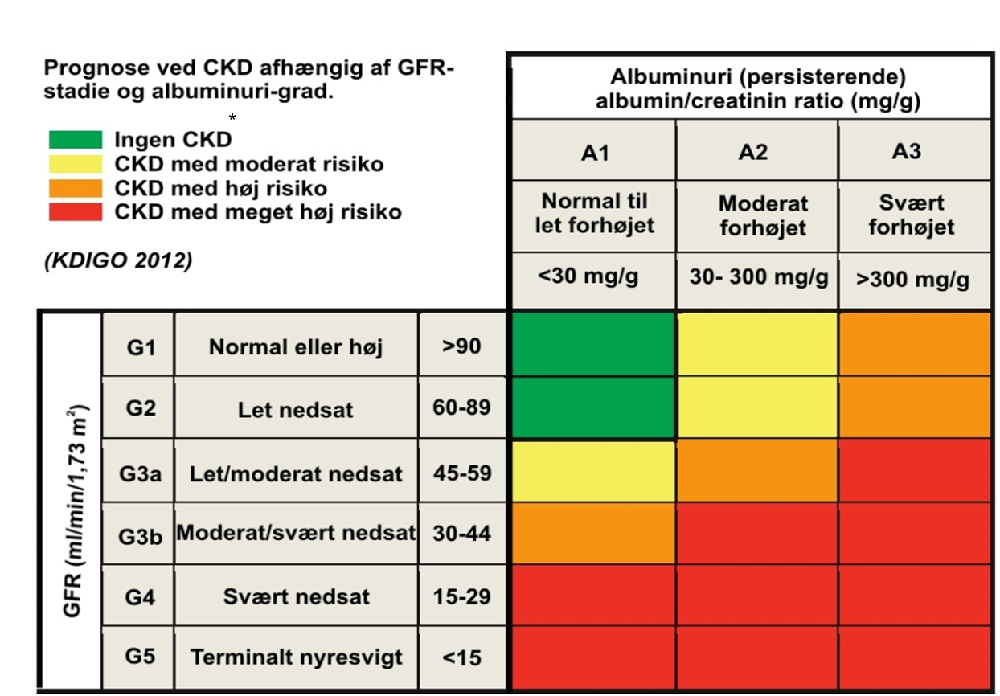 Prognose ved CKD afhængig af GFR-
stadie og albuminuri-grad.
*
Ingen CKD
CKD med moderat risiko
CKD med høj risiko
CKD med meget høj risiko
(KDIGO 2012)
Albuminuri (persisterende)
albumin/creatinin ratio (mg/g)
A1 A2 A3
Normal til
let forhøjet
Moderat
forhøjet
Svært
forhøjet
<30 mg/g 30- 300 mg/g >300 mg/g
GFR (ml/min/1,73 m²)
G1 Normal eller høj >90
G2 Let nedsat 60-89
G3a Let/moderat nedsat 45-59
G3b Moderat/svært nedsat 30-44
G4 Svært nedsat 15-29
G5 Terminalt nyresvigt <15